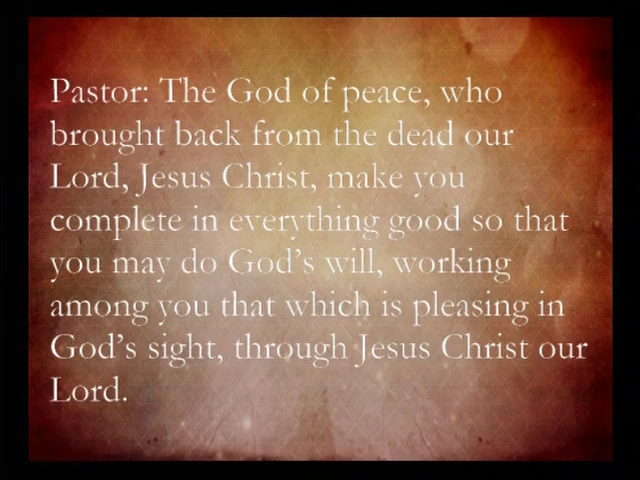 Pastor: The God of peace, who
brought back from the dead our
Lord, Jesus Christ, make you
complete in everything good so that
you may do God's will, working
among you that which is pleasing in
God's sight, through Jesus Christ our
Lord.